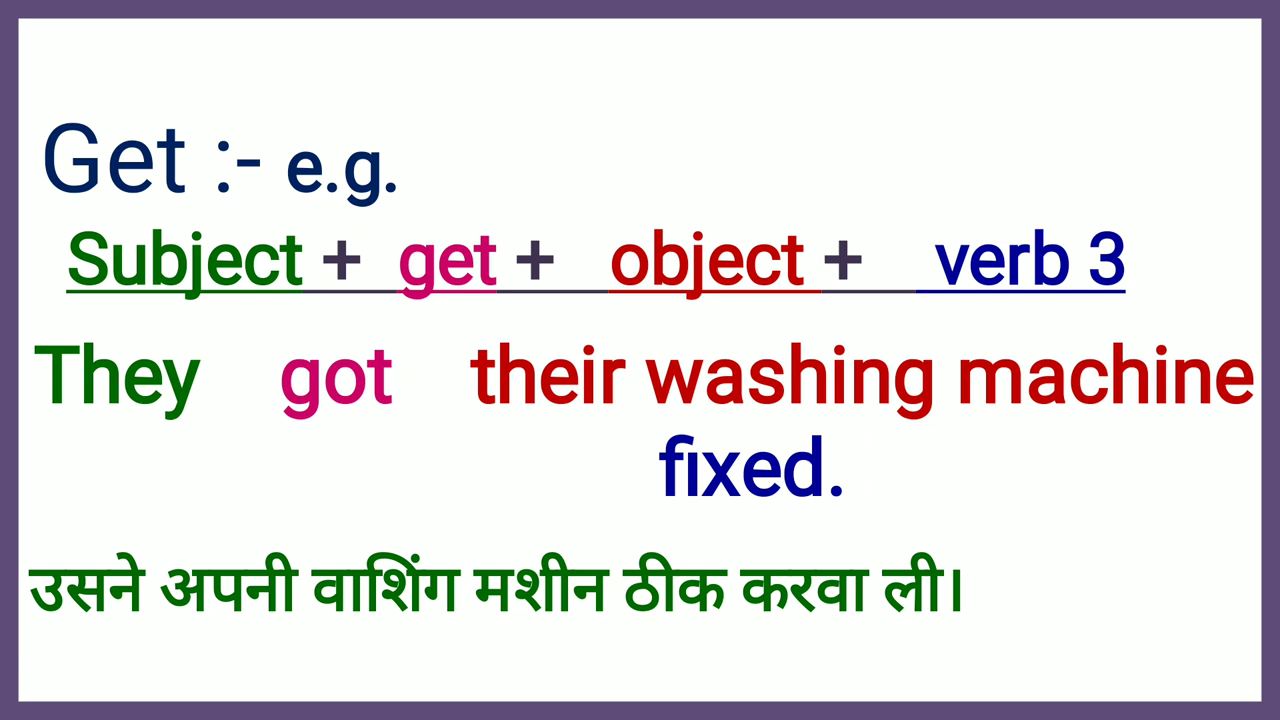 Get :- e.g.
Subject + get + object + verb 3
They got their washing machine
fixed.
उसने अपनी वाशिंग मशीन ठीक करवा ली।